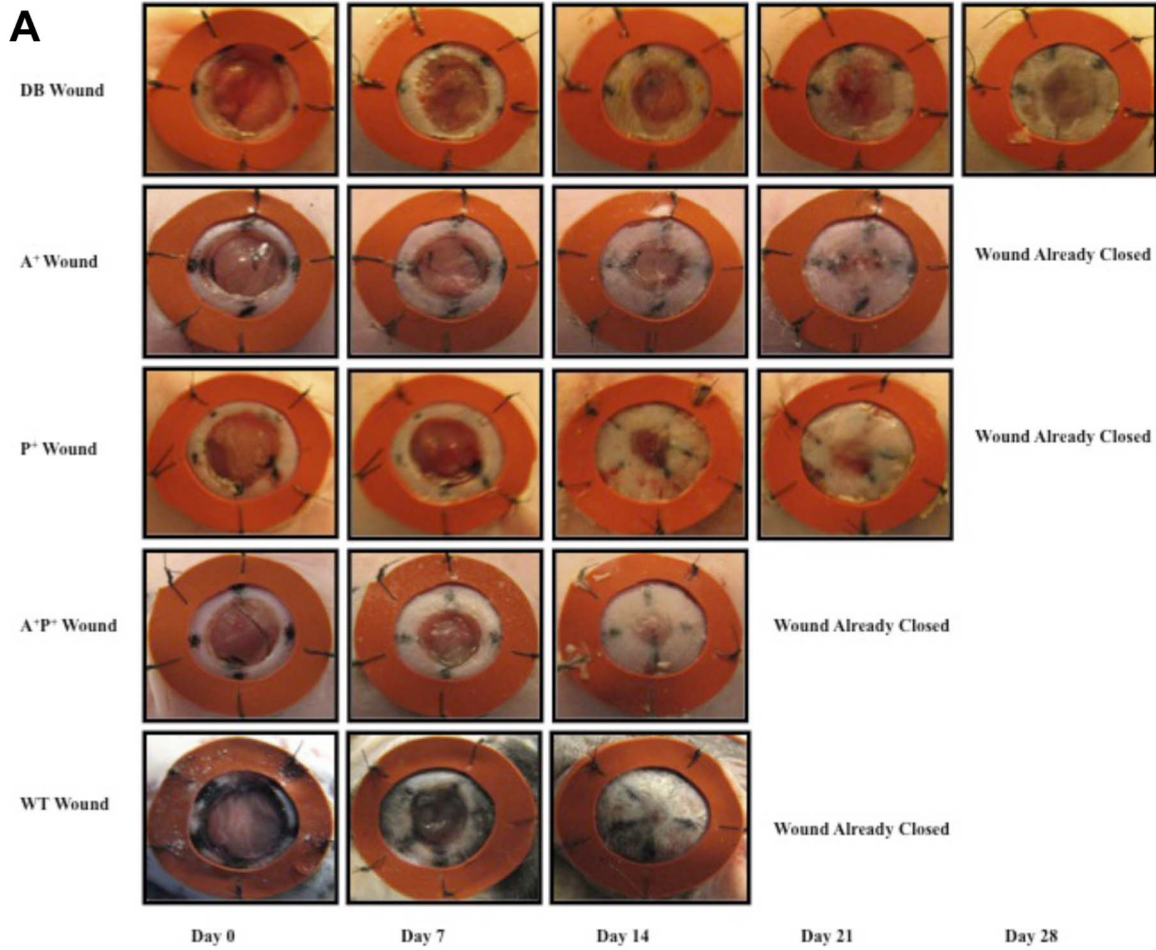 A
DB Wound
A⁺ Wound
Wound Already Closed
P⁺ Wound
Wound Already Closed
A⁺P⁺ Wound
Wound Already Closed
WT Wound
Wound Already Closed
Day 0 Day 7 Day 14 Day 21 Day 28